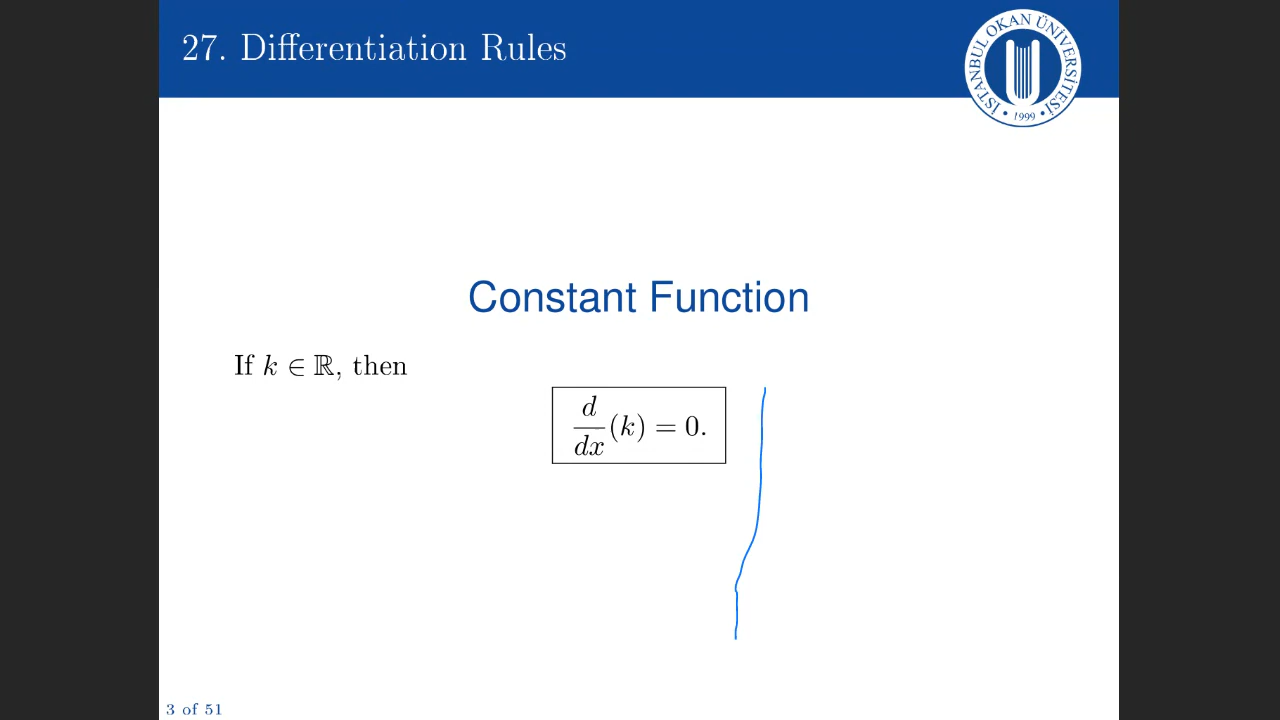 27. Differentiation Rules
İSTANBUL OKAN ÜNİVERSİTESİ
• 1999 •
Constant Function
If k ∈ ℝ, then
d/dx (k) = 0.
3 of 51